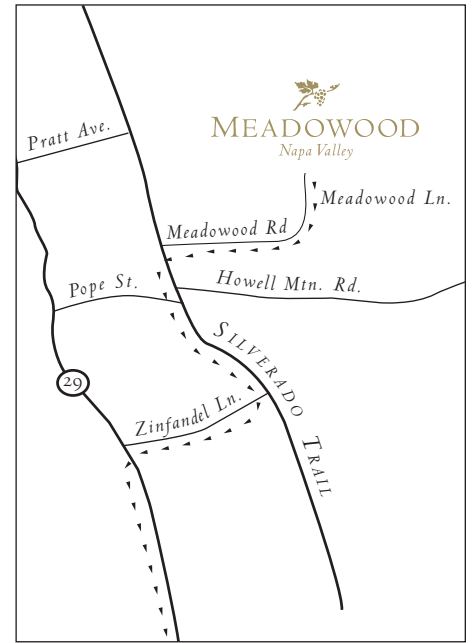 Pratt Ave.
MEADOWOOD
Napa Valley
Meadowood Ln.
Meadowood Rd
Pope St.
Howell Mtn. Rd.
SILVERADO TRAIL
29
Zinfandel Ln.